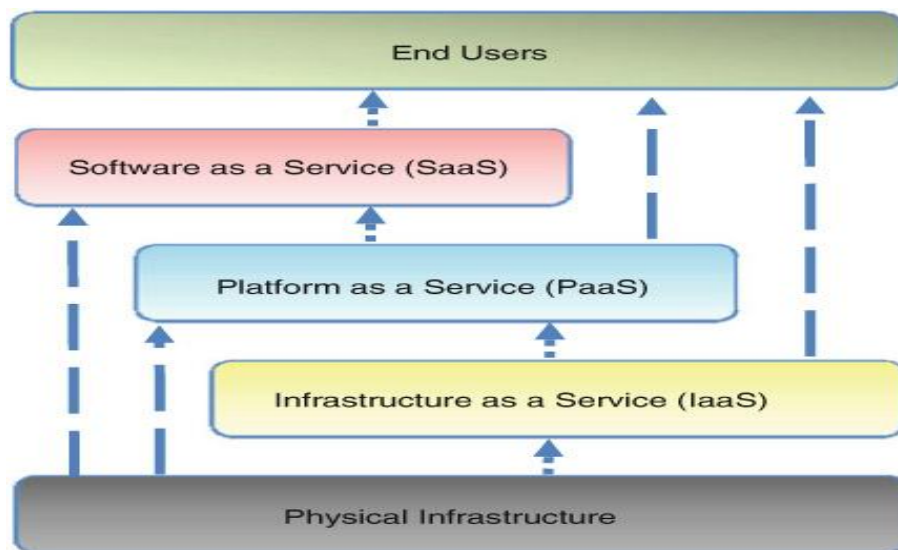 End Users
Software as a Service (SaaS)
Platform as a Service (PaaS)
Infrastructure as a Service (IaaS)
Physical Infrastructure